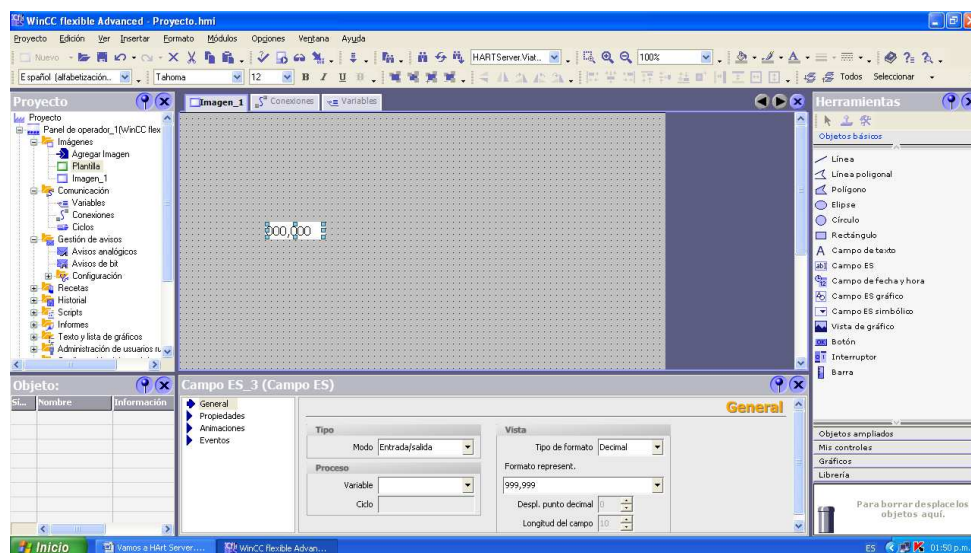 WinCC flexible Advanced - Proyecto.hmi
Proyecto Edición Ver Insertar Formato Módulos Opciones Ventana Ayuda
Nuevo HARTServer.Viat... 100%
Español (alfabetización... Tahoma 12 B I U Todos Seleccionar
Proyecto
Proyecto
Panel de operador_1(WinCC flex
Imágenes
Agregar Imagen
Plantilla
Imagen_1
Comunicación
Variables
Conexiones
Ciclos
Gestión de avisos
Avisos analógicos
Avisos de bit
Configuración
Recetas
Historial
Scripts
Informes
Texto y lista de gráficos
Administración de usuarios ru
Imagen_1 Conexiones Variables
000,000
Herramientas
Objetos básicos
Línea
Línea poligonal
Polígono
Elipse
Círculo
Rectángulo
A Campo de texto
Campo ES
Campo de fecha y hora
Campo ES gráfico
Campo ES simbólico
Vista de gráfico
OK Botón
Interruptor
Barra
Objetos ampliados
Mis controles
Gráficos
Librería
Para borrar desplace los
objetos aquí.
Objeto:
Sí... Nombre Información
Campo ES_3 (Campo ES)
General
Propiedades
Animaciones
Eventos
General
Tipo
Modo Entrada/salida
Proceso
Variable
Ciclo
Vista
Tipo de formato Decimal
Formato represent.
999,999
Despl. punto decimal 0
Longitud del campo 10
Inicio Vamos a HArt Server.... WinCC flexible Advan... ES 01:50 p.m.